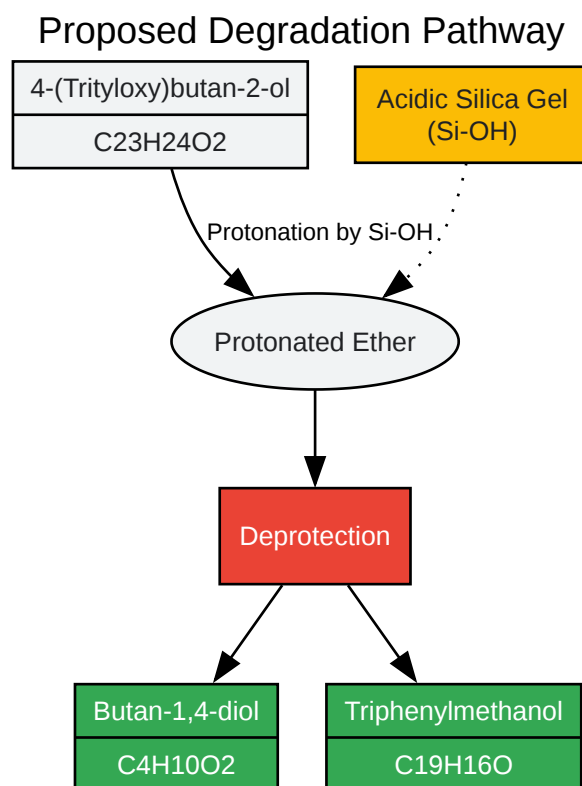 Proposed Degradation Pathway
4-(Trityloxy)butan-2-ol
C23H24O2
Acidic Silica Gel
(Si-OH)
Protonation by Si-OH
Protonated Ether
Deprotection
Butan-1,4-diol
C4H10O2
Triphenylmethanol
C19H16O